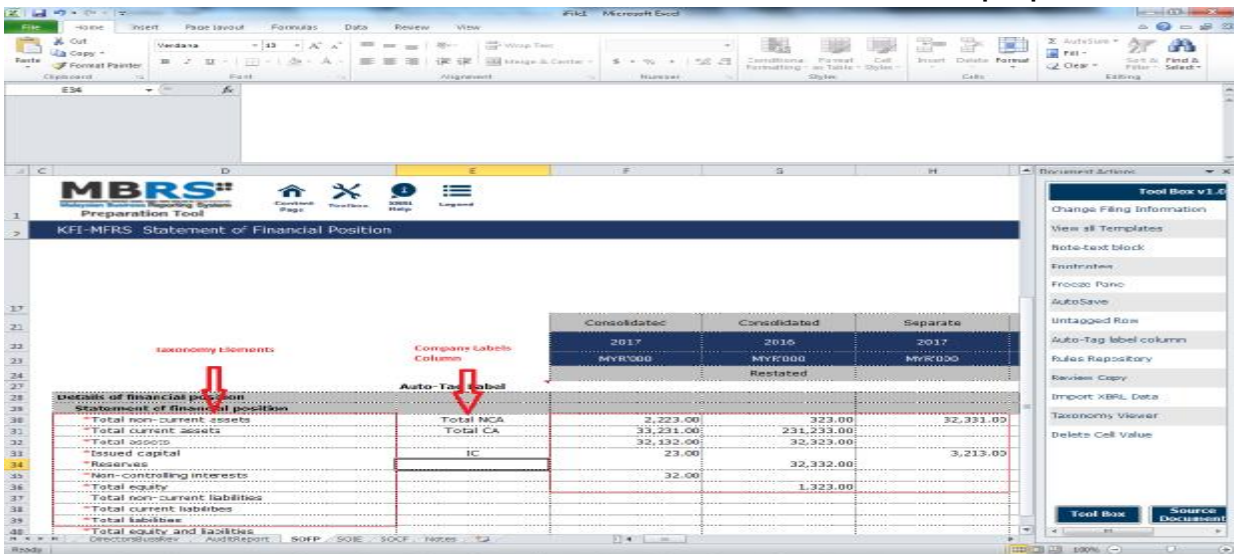 File1 Microsoft Excel
File Home Insert Page Layout Formulas Data Review View
Cut
Copy
Format Painter
Paste
Verdana 13
Wrap Text
Merge & Center
Conditional Formatting
Format as Table
Cell Styles
Insert Delete Format
AutoSum
Fill
Clear
Sort & Filter
Find & Select
Clipboard Font Alignment Number Styles Cells Editing
E34 fx
C D E F G H
MBRS
Malaysian Business Reporting System
Preparation Tool
Content Page
Toolbox
Help
Legend
KFI-MFRS Statement of Financial Position
Consolidated Consolidated Separate
2017 2016 2017
MYR'000 MYR'000 MYR'000
Restated
Taxonomy Elements
Company Labels Column
Auto-Tag Label
Details of financial position
Statement of financial position
*Total non-current assets Total NCA 2,223.00 323.00 32,331.00
*Total current assets Total CA 33,231.00 231,233.00
*Total assets 32,132.00 32,323.00
*Issued capital IC 23.00 3,213.00
*Reserves 32,332.00
*Non-controlling interests 32.00
*Total equity 1,323.00
*Total non-current liabilities
*Total current liabilities
*Total liabilities
*Total equity and liabilities
DirectorsBussRev AuditReport SOFP SOIE SOCF Notes
Ready 100%
Document Actions
Tool Box v1.0
Change Filing Information
View all Templates
Note-text block
Footnotes
Freeze Pane
AutoSave
Untagged Row
Auto-Tag label column
Rules Repository
Review Copy
Import XBRL Data
Taxonomy Viewer
Delete Cell Value
Tool Box
Source Document